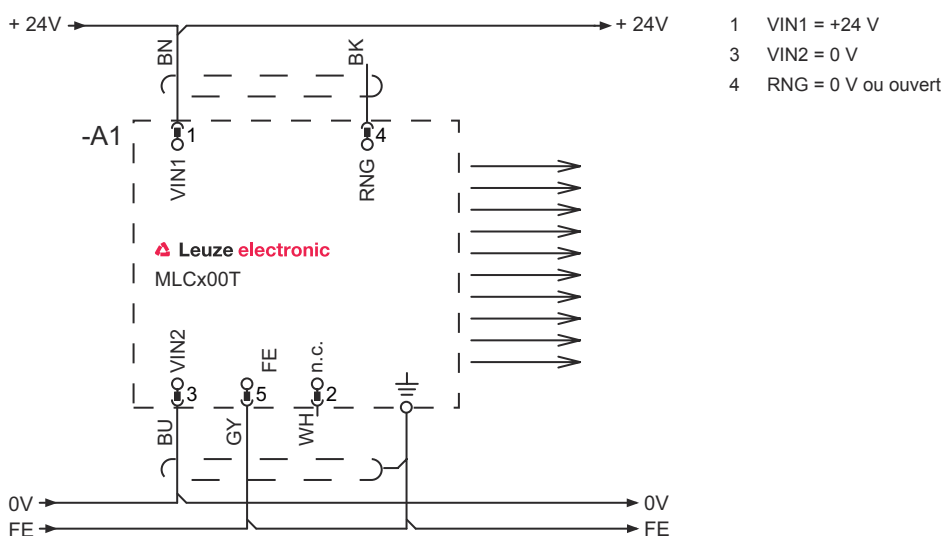 + 24V
+ 24V
1 VIN1 = +24 V
3 VIN2 = 0 V
4 RNG = 0 V ou ouvert
BN
BK
-A1
1
4
VIN1
RNG
Leuze electronic
MLCx00T
VIN2
FE
n.c.
3
5
2
BU
GY
WH
0V
0V
FE
FE